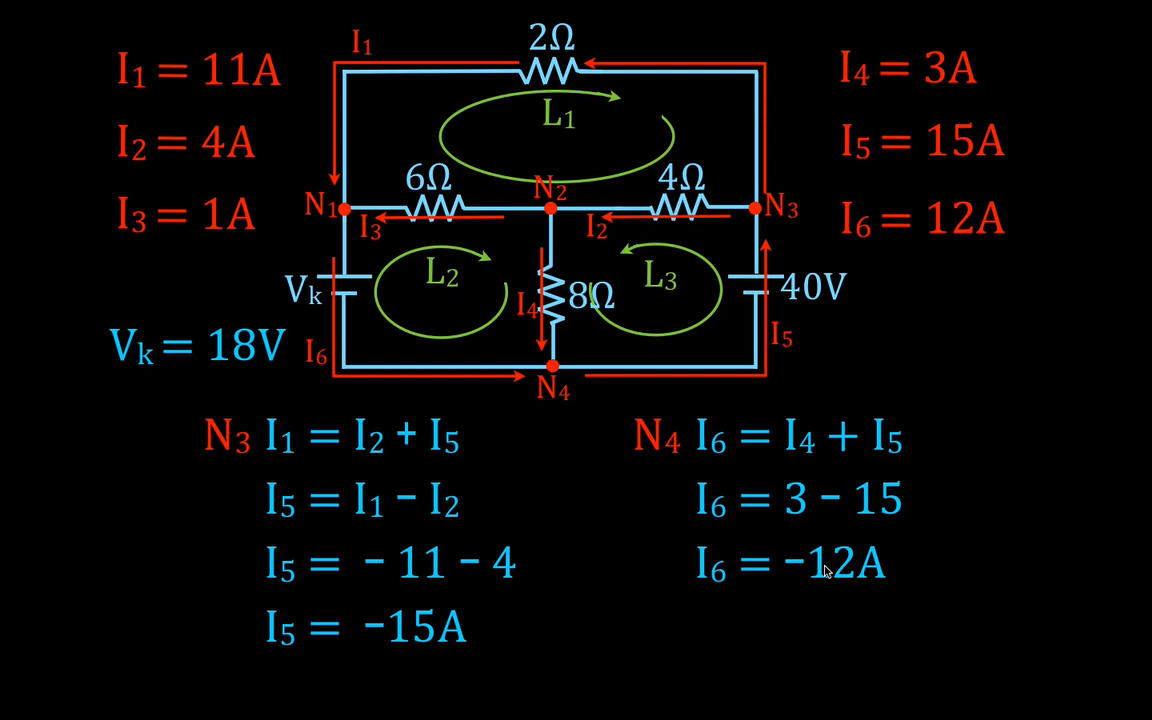 2Ω
I₁
I₁ = 11A
I₄ = 3A
L₁
I₂ = 4A
I₅ = 15A
6Ω
4Ω
N₂
I₃ = 1A
N₁
N₃
I₆ = 12A
I₃
I₂
L₂
L₃
Vk
I₄
8Ω
40V
I₅
Vk = 18V
I₆
N₄
N₃ I₁ = I₂ + I₅
I₅ = I₁ − I₂
I₅ = − 11 − 4
I₅ = −15A
N₄ I₆ = I₄ + I₅
I₆ = 3 − 15
I₆ = −12A